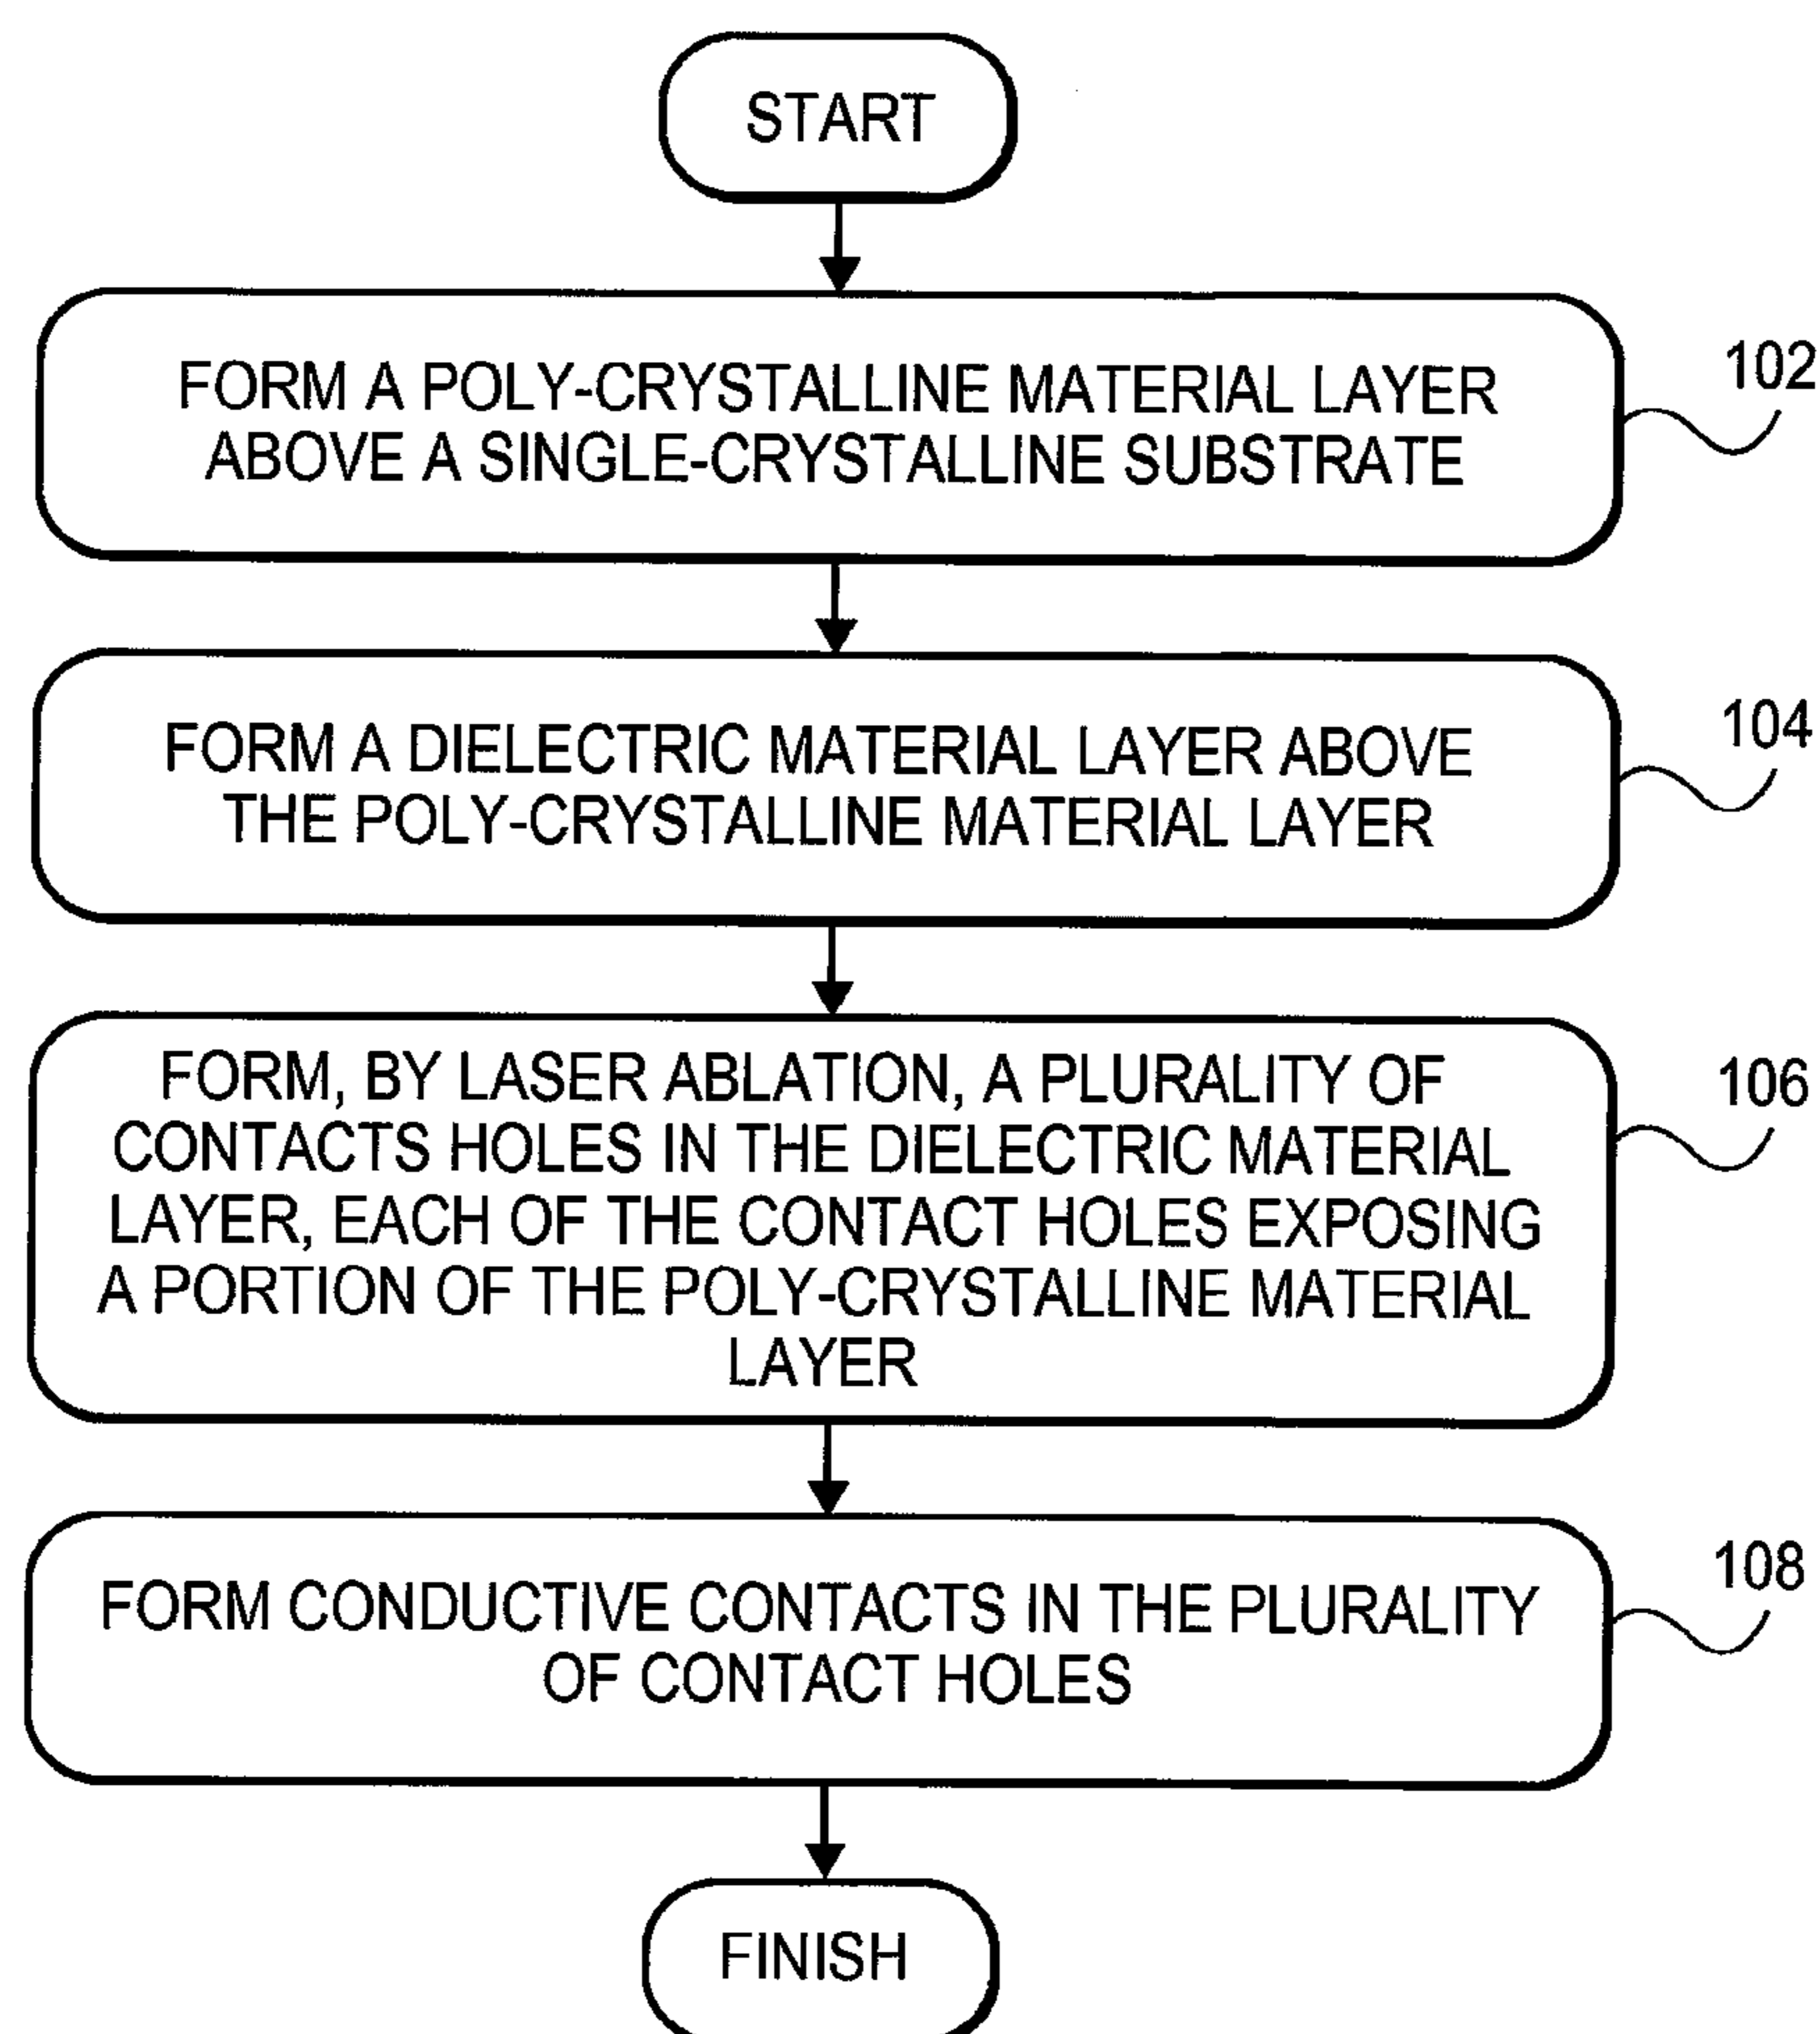 START
FORM A POLY-CRYSTALLINE MATERIAL LAYER
ABOVE A SINGLE-CRYSTALLINE SUBSTRATE
102
FORM A DIELECTRIC MATERIAL LAYER ABOVE
THE POLY-CRYSTALLINE MATERIAL LAYER
104
FORM, BY LASER ABLATION, A PLURALITY OF
CONTACTS HOLES IN THE DIELECTRIC MATERIAL
LAYER, EACH OF THE CONTACT HOLES EXPOSING
A PORTION OF THE POLY-CRYSTALLINE MATERIAL
LAYER
106
FORM CONDUCTIVE CONTACTS IN THE PLURALITY
OF CONTACT HOLES
108
FINISH